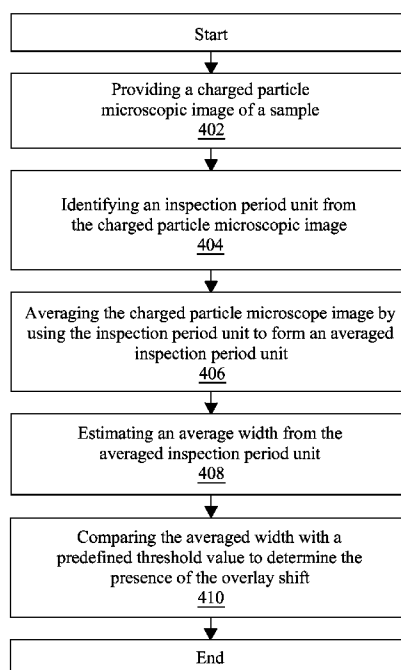 Start
Providing a charged particle
microscopic image of a sample
402
Identifying an inspection period unit from
the charged particle microscopic image
404
Averaging the charged particle microscope image by
using the inspection period unit to form an averaged
inspection period unit
406
Estimating an average width from the
averaged inspection period unit
408
Comparing the averaged width with a
predefined threshold value to determine the
presence of the overlay shift
410
End